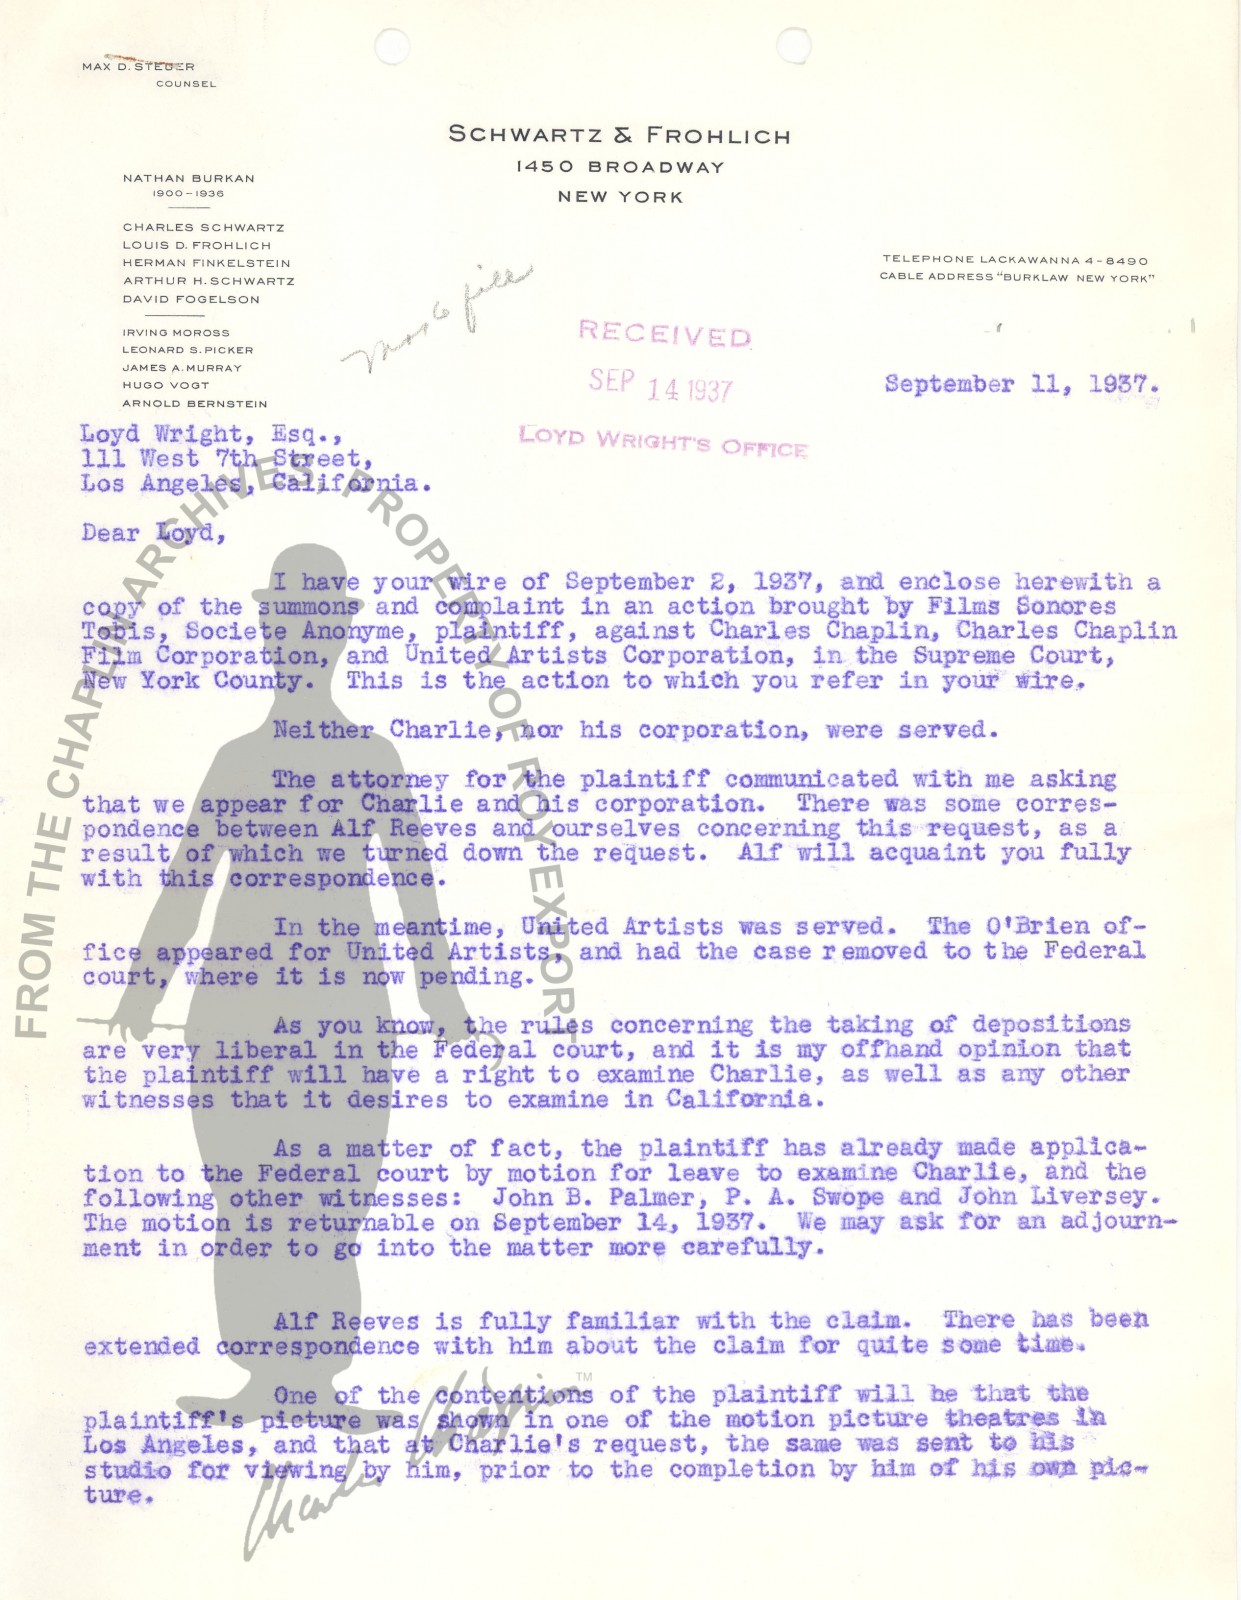 MAX D. STEUER
COUNSEL
SCHWARTZ & FROHLICH
1450 BROADWAY
NEW YORK
NATHAN BURKAN
1900-1936
CHARLES SCHWARTZ
LOUIS D. FROHLICH
HERMAN FINKELSTEIN
ARTHUR H. SCHWARTZ
DAVID FOGELSON
IRVING MOROSS
LEONARD S. PICKER
JAMES A. MURRAY
HUGO VOGT
ARNOLD BERNSTEIN
TELEPHONE LACKAWANNA 4-8490
CABLE ADDRESS "BURKLAW NEW YORK"
file
RECEIVED
SEP 14 1937
LOYD WRIGHT'S OFFICE
September 11, 1937.
Loyd Wright, Esq.,
111 West 7th Street,
Los Angeles, California.
Dear Loyd,
I have your wire of September 2, 1937, and enclose herewith a
copy of the summons and complaint in an action brought by Films Sonores
Tobis, Societe Anonyme, plaintiff, against Charles Chaplin, Charles Chaplin
Film Corporation, and United Artists Corporation, in the Supreme Court,
New York County. This is the action to which you refer in your wire.
Neither Charlie, nor his corporation, were served.
The attorney for the plaintiff communicated with me asking
that we appear for Charlie and his corporation. There was some corres-
pondence between Alf Reeves and ourselves concerning this request, as a
result of which we turned down the request. Alf will acquaint you fully
with this correspondence.
In the meantime, United Artists was served. The O'Brien of-
fice appeared for United Artists, and had the case removed to the Federal
court, where it is now pending.
As you know, the rules concerning the taking of depositions
are very liberal in the Federal court, and it is my offhand opinion that
the plaintiff will have a right to examine Charlie, as well as any other
witnesses that it desires to examine in California.
As a matter of fact, the plaintiff has already made applica-
tion to the Federal court by motion for leave to examine Charlie, and the
following other witnesses: John B. Palmer, P. A. Swope and John Liversey.
The motion is returnable on September 14, 1937. We may ask for an adjourn-
ment in order to go into the matter more carefully.
Alf Reeves is fully familiar with the claim. There has been
extended correspondence with him about the claim for quite some time.
One of the contentions of the plaintiff will be that the
plaintiff's picture was shown in one of the motion picture theatres in
Los Angeles, and that at Charlie's request, the same was sent to his
studio for viewing by him, prior to the completion by him of his own pic-
ture.
FROM THE CHAPLIN ARCHIVES, PROPERTY OF ROY EXPORT
Charlie Chaplin TM